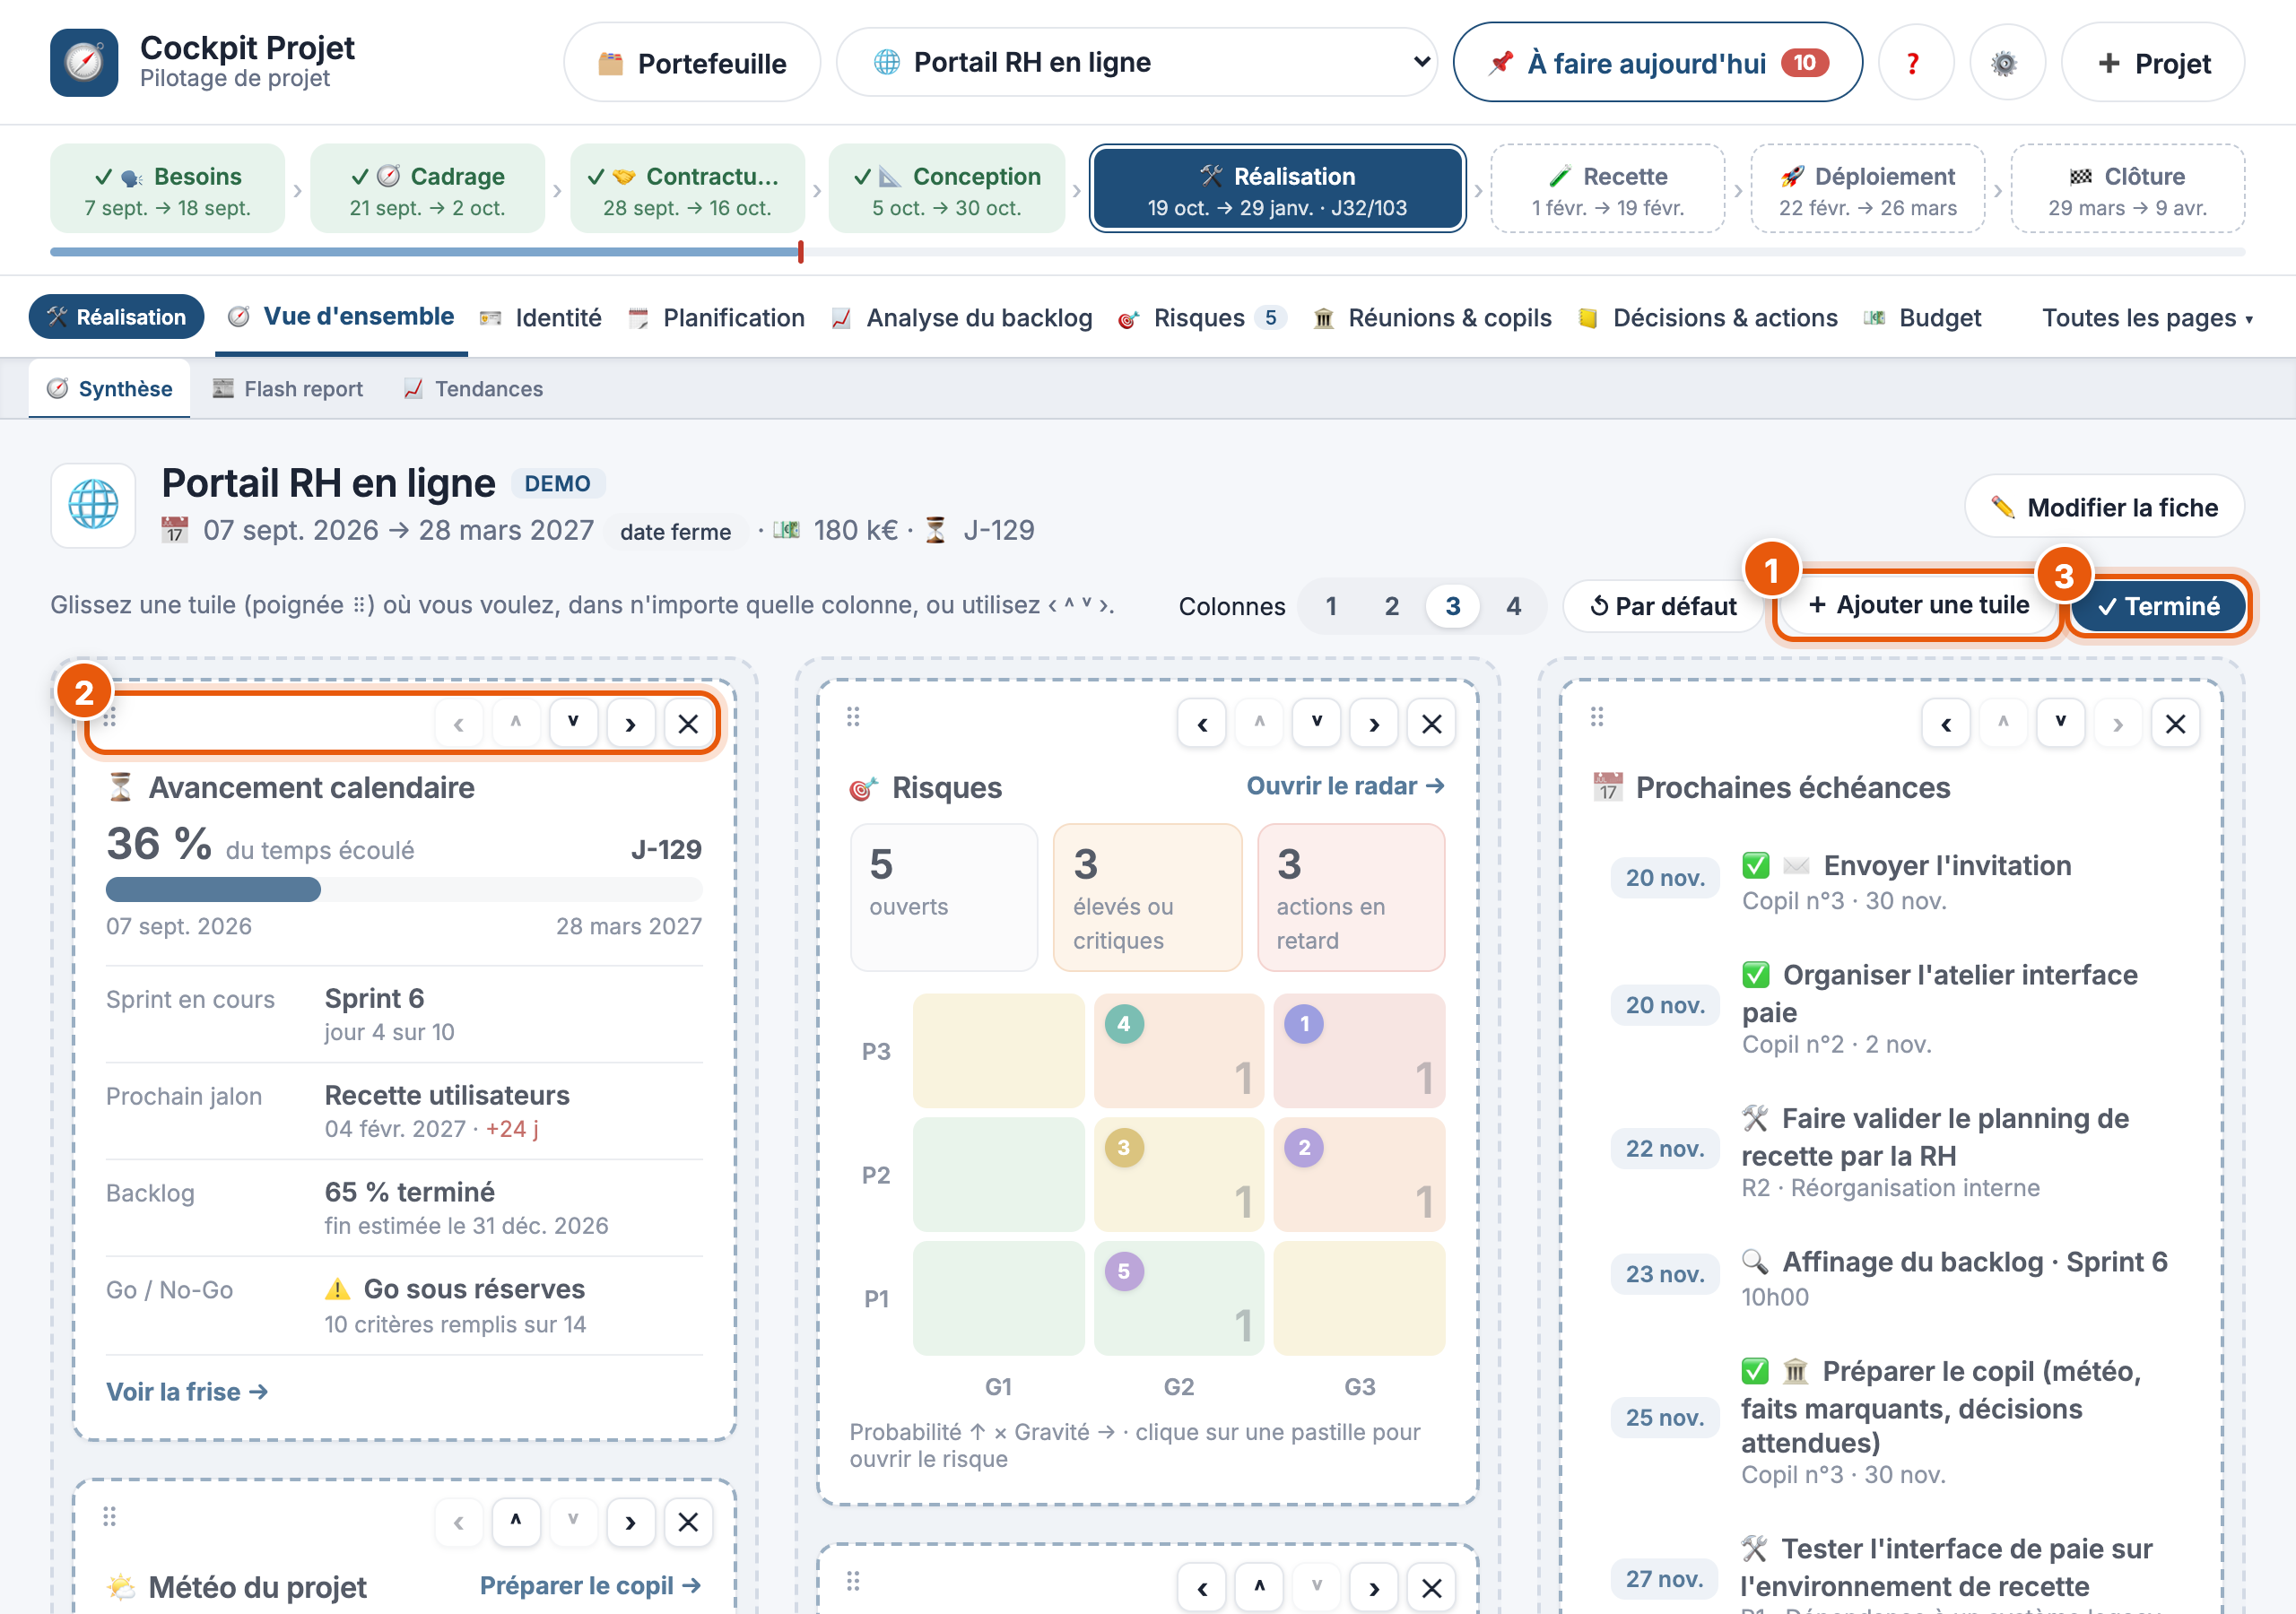 Cockpit Projet
Pilotage de projet
Portefeuille
Portail RH en ligne
À faire aujourd'hui 10
?
+ Projet
✓ Besoins
7 sept. → 18 sept.
✓ Cadrage
21 sept. → 2 oct.
✓ Contractu...
28 sept. → 16 oct.
✓ Conception
5 oct. → 30 oct.
Réalisation
19 oct. → 29 janv. · J32/103
Recette
1 févr. → 19 févr.
Déploiement
22 févr. → 26 mars
Clôture
29 mars → 9 avr.
Réalisation
Vue d'ensemble
Identité
Planification
Analyse du backlog
Risques 5
Réunions & copils
Décisions & actions
Budget
Toutes les pages ▾
Synthèse
Flash report
Tendances
Portail RH en ligne DEMO
07 sept. 2026 → 28 mars 2027 date ferme · 180 k€ · J-129
Modifier la fiche
Glissez une tuile (poignée ⠿) où vous voulez, dans n'importe quelle colonne, ou utilisez ‹ ˄ ˅ ›.
Colonnes 1 2 3 4
↺ Par défaut
1
+ Ajouter une tuile
3
✓ Terminé
2
Avancement calendaire
36 % du temps écoulé J-129
07 sept. 2026 28 mars 2027
Sprint en cours Sprint 6
jour 4 sur 10
Prochain jalon Recette utilisateurs
04 févr. 2027 · +24 j
Backlog 65 % terminé
fin estimée le 31 déc. 2026
Go / No-Go Go sous réserves
10 critères remplis sur 14
Voir la frise →
Météo du projet Préparer le copil →
Risques Ouvrir le radar →
5 ouverts
3 élevés ou
critiques
3 actions en
retard
P3 4 1 1 1
P2 3 1 2 1
P1 5 1
G1 G2 G3
Probabilité ↑ × Gravité → · clique sur une pastille pour
ouvrir le risque
17 Prochaines échéances
20 nov. Envoyer l'invitation
Copil n°3 · 30 nov.
20 nov. Organiser l'atelier interface
paie
Copil n°2 · 2 nov.
22 nov. Faire valider le planning de
recette par la RH
R2 · Réorganisation interne
23 nov. Affinage du backlog · Sprint 6
10h00
25 nov. Préparer le copil (météo,
faits marquants, décisions
attendues)
Copil n°3 · 30 nov.
27 nov. Tester l'interface de paie sur
l'environnement de recette